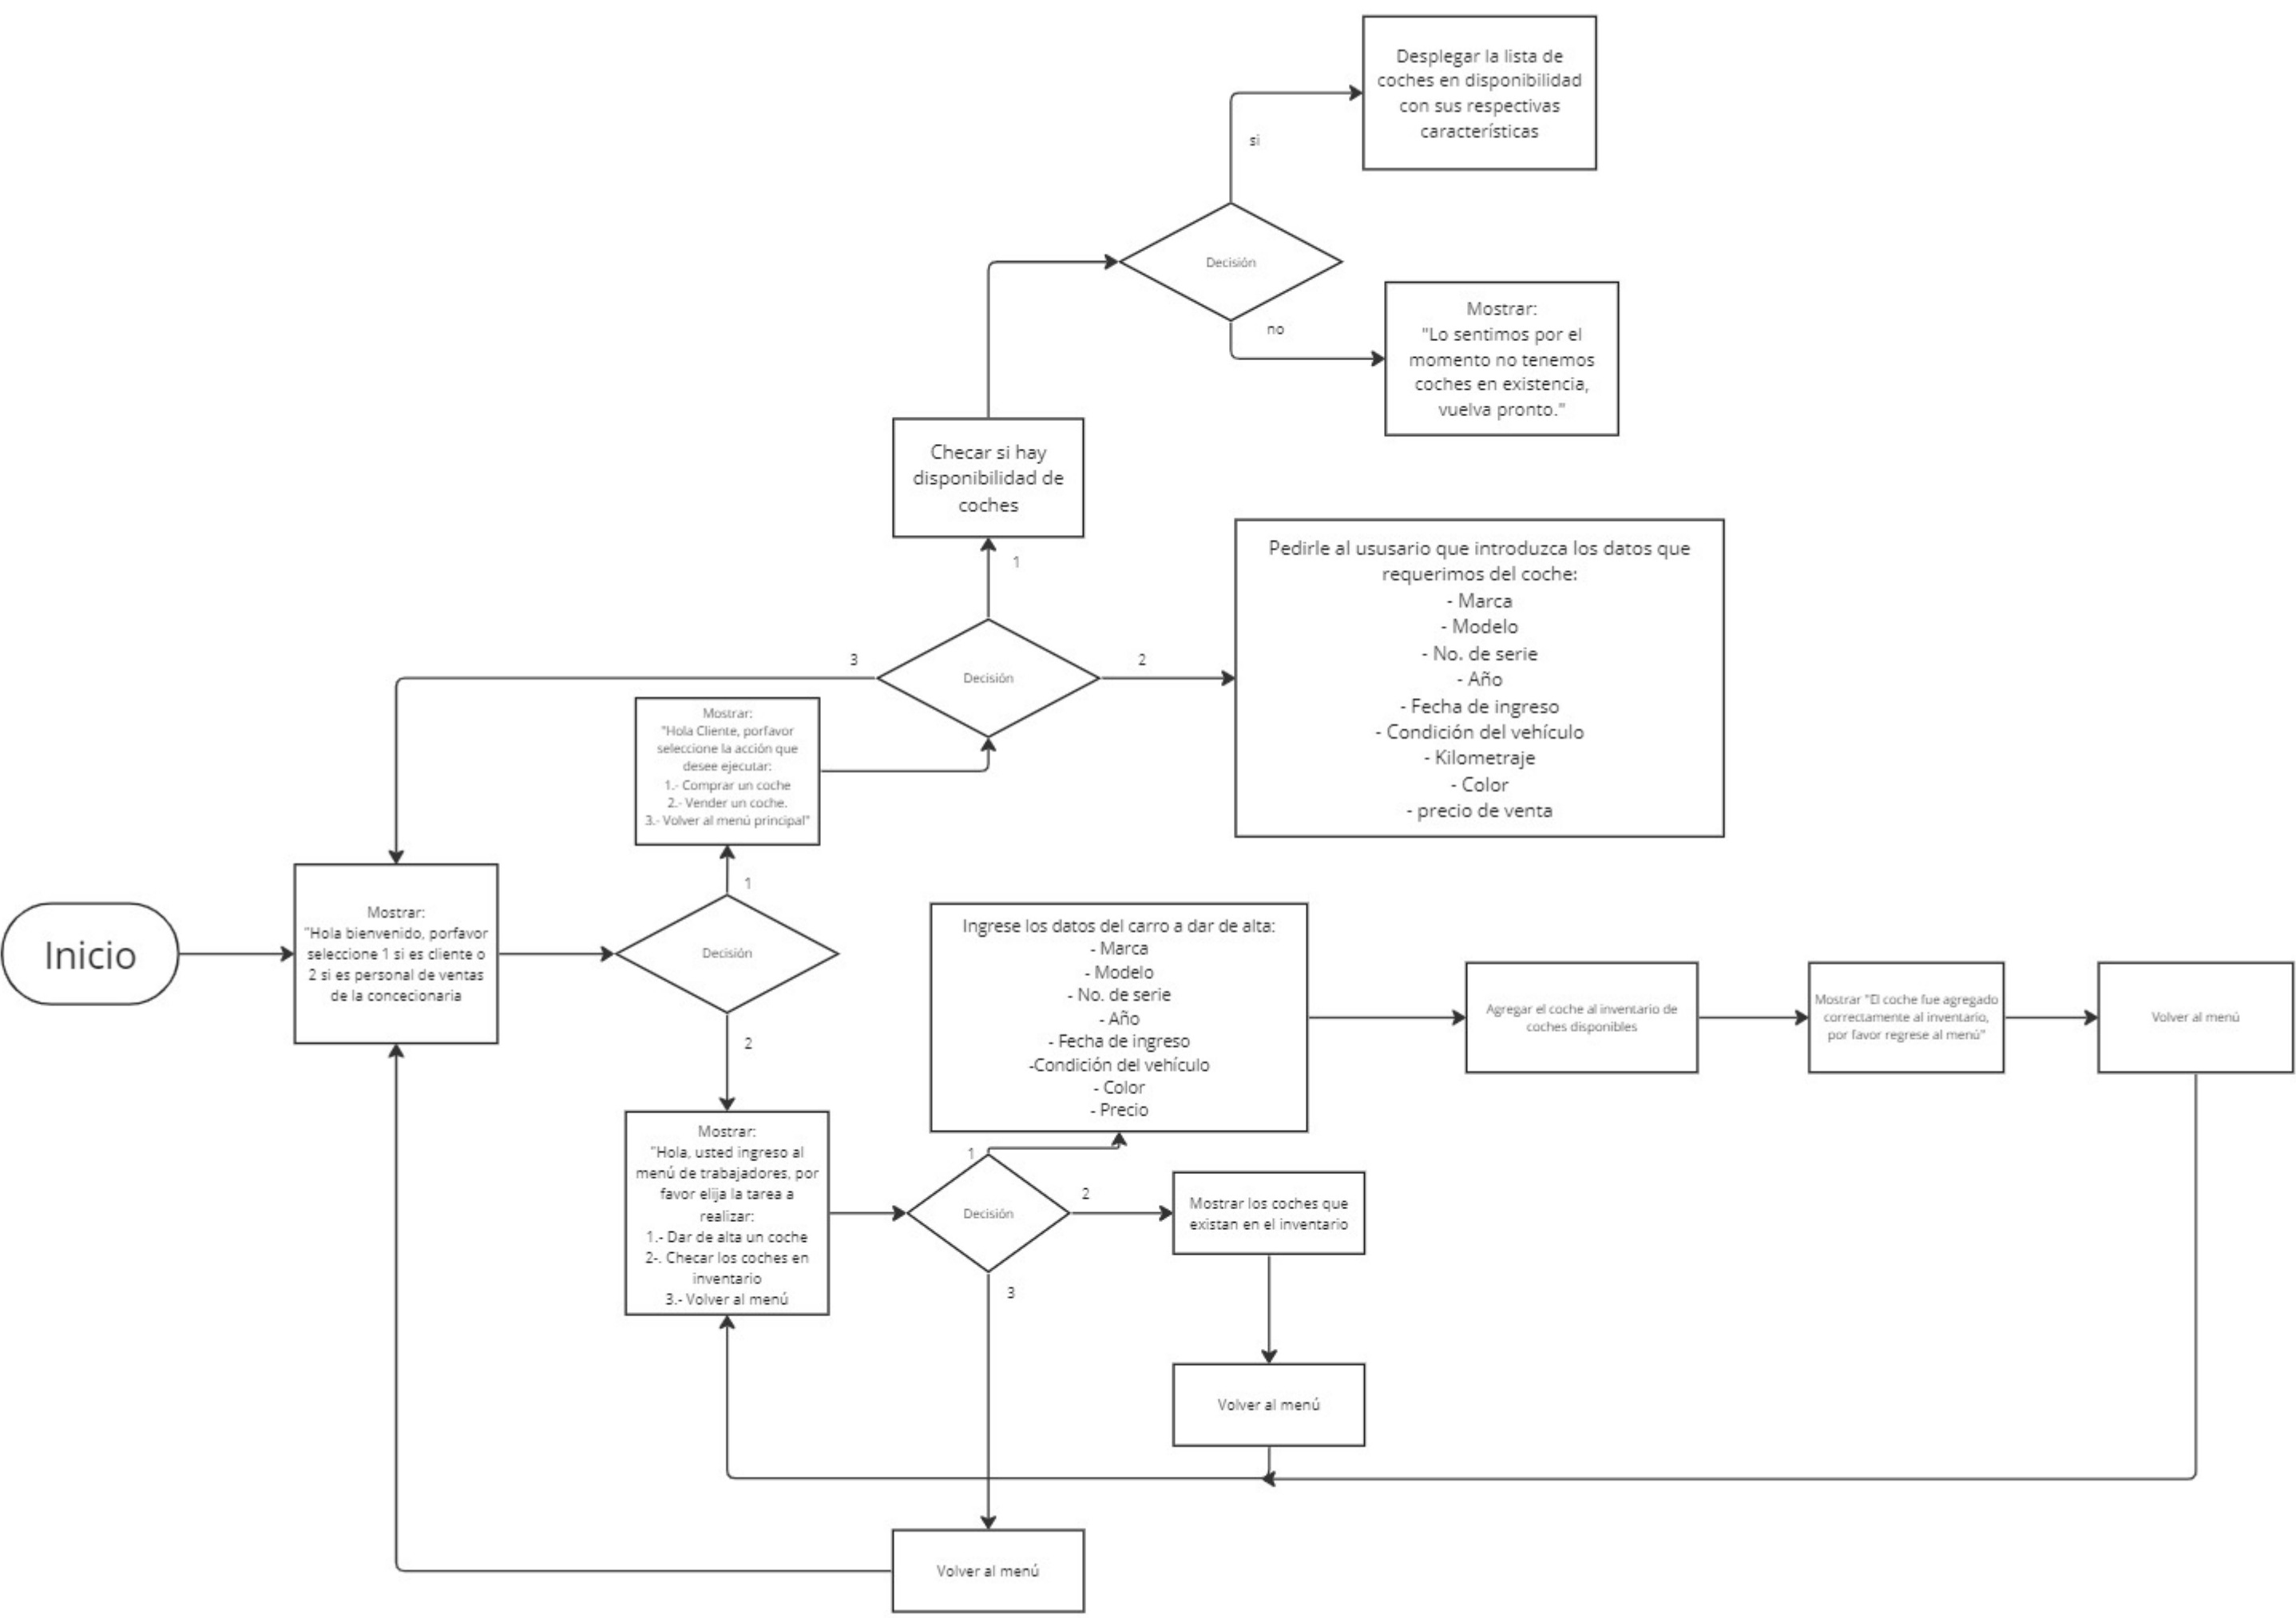 Desplegar la lista de
coches en disponibilidad
con sus respectivas
características
si
Decisión
no
Mostrar:
"Lo sentimos por el
momento no tenemos
coches en existencia,
vuelva pronto."
Checar si hay
disponibilidad de
coches
1
Pedirle al ususario que introduzca los datos que
requerimos del coche:
- Marca
- Modelo
- No. de serie
- Año
- Fecha de ingreso
- Condición del vehículo
- Kilometraje
- Color
- precio de venta
3
Decisión
2
Mostrar:
"Hola Cliente, porfavor
seleccione la acción que
desee ejecutar:
1.- Comprar un coche
2.- Vender un coche.
3.- Volver al menú principal"
1
Inicio
Mostrar:
"Hola bienvenido, porfavor
seleccione 1 si es cliente o
2 si es personal de ventas
de la concecionaria
Decisión
2
Ingrese los datos del carro a dar de alta:
- Marca
- Modelo
- No. de serie
- Año
- Fecha de ingreso
-Condición del vehículo
- Color
- Precio
Agregar el coche al inventario de
coches disponibles
Mostrar "El coche fue agregado
correctamente al inventario,
por favor regrese al menú"
Volver al menú
Mostrar:
"Hola, usted ingreso al
menú de trabajadores, por
favor elija la tarea a
realizar:
1.- Dar de alta un coche
2-. Checar los coches en
inventario
3.- Volver al menú
1
Decisión
2
3
Mostrar los coches que
existan en el inventario
Volver al menú
Volver al menú